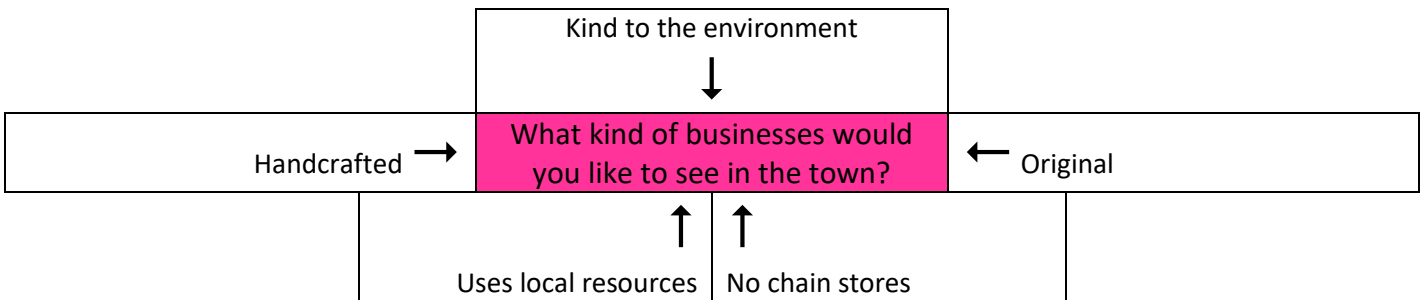 Kind to the environment
What kind of businesses would
you like to see in the town?
Handcrafted
Original
Uses local resources
No chain stores